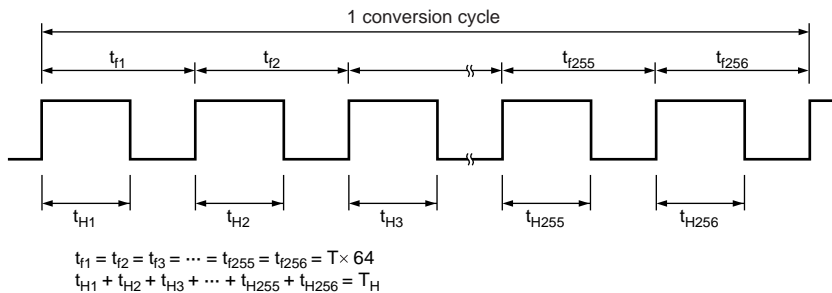 1 conversion cycle
tf1 tf2 tf255 tf256
tH1 tH2 tH3 tH255 tH256
tf1 = tf2 = tf3 = ··· = tf255 = tf256 = T× 64
tH1 + tH2 + tH3 + ··· + tH255 + tH256 = TH